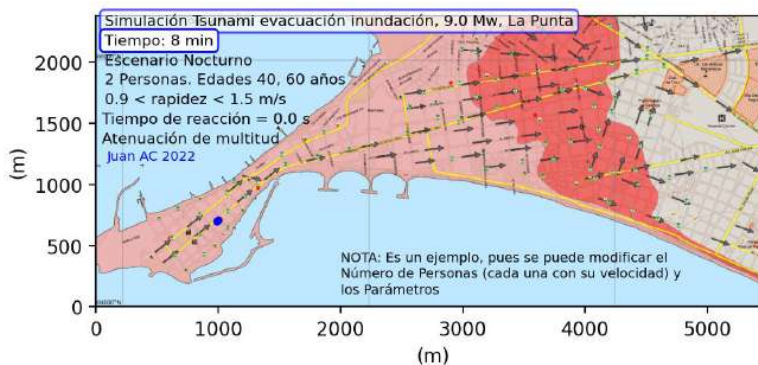 Simulación Tsunami evacuación inundación, 9.0 Mw, La Punta
Tiempo: 8 min
Escenario Nocturno
2 Personas. Edades 40, 60 años
0.9 < rapidez < 1.5 m/s
Tiempo de reacción = 0.0 s
Atenuación de multitud
Juan AC 2022
NOTA: Es un ejemplo, pues se puede modificar el
Número de Personas (cada una con su velocidad) y
los Parámetros
2000
1500
1000
500
0
(m)
0 1000 2000 3000 4000 5000
(m)